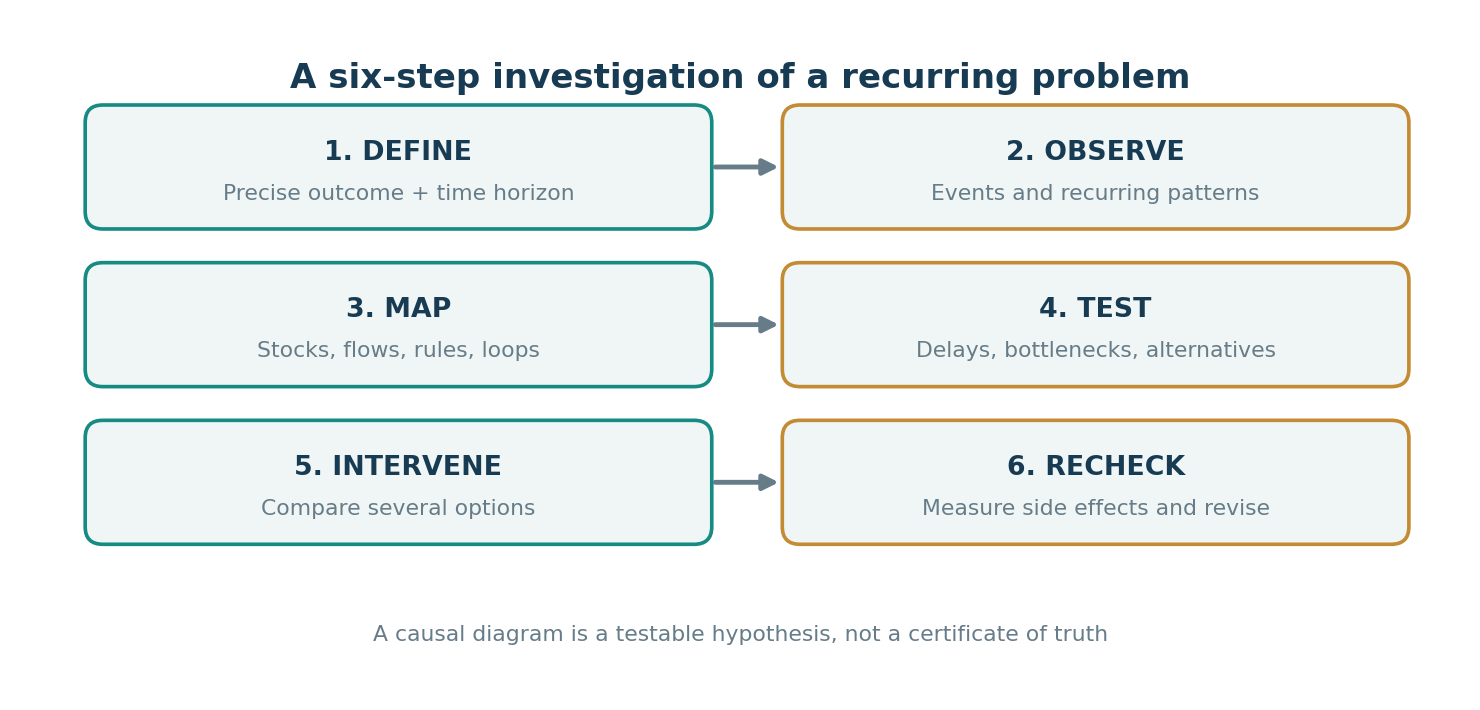 A six-step investigation of a recurring problem
1. DEFINE
Precise outcome + time horizon
2. OBSERVE
Events and recurring patterns
3. MAP
Stocks, flows, rules, loops
4. TEST
Delays, bottlenecks, alternatives
5. INTERVENE
Compare several options
6. RECHECK
Measure side effects and revise
A causal diagram is a testable hypothesis, not a certificate of truth